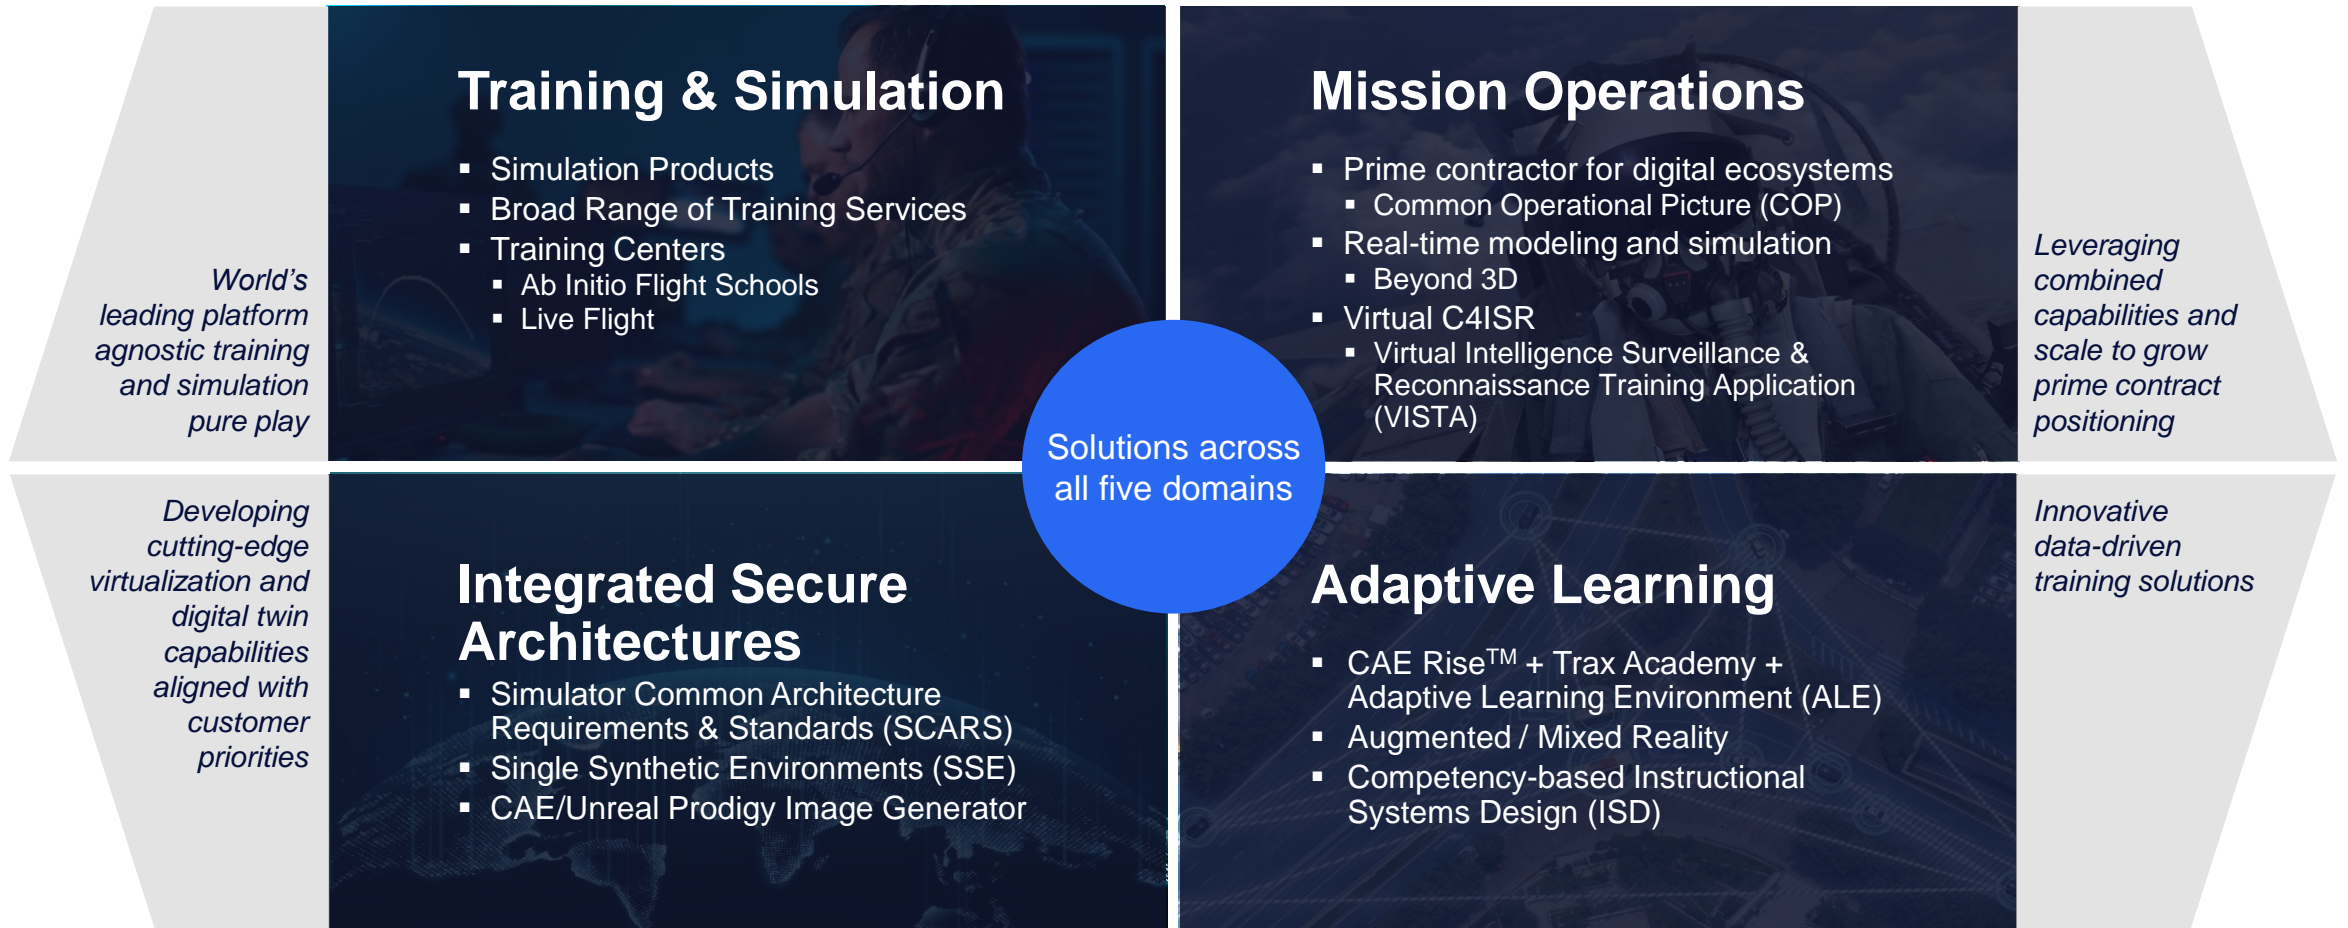 Training & Simulation
▪ Simulation Products
▪ Broad Range of Training Services
▪ Training Centers
▪ Ab Initio Flight Schools
▪ Live Flight
World’s
leading platform
agnostic training
and simulation
pure play
Mission Operations
▪ Prime contractor for digital ecosystems
▪ Common Operational Picture (COP)
▪ Real-time modeling and simulation
▪ Beyond 3D
▪ Virtual C4ISR
▪ Virtual Intelligence Surveillance &
Reconnaissance Training Application
(VISTA)
Leveraging
combined
capabilities and
scale to grow
prime contract
positioning
Solutions across
all five domains
Developing
cutting-edge
virtualization and
digital twin
capabilities
aligned with
customer
priorities
Integrated Secure
Architectures
▪ Simulator Common Architecture
Requirements & Standards (SCARS)
▪ Single Synthetic Environments (SSE)
▪ CAE/Unreal Prodigy Image Generator
Adaptive Learning
▪ CAE Rise™ + Trax Academy +
Adaptive Learning Environment (ALE)
▪ Augmented / Mixed Reality
▪ Competency-based Instructional
Systems Design (ISD)
Innovative
data-driven
training solutions